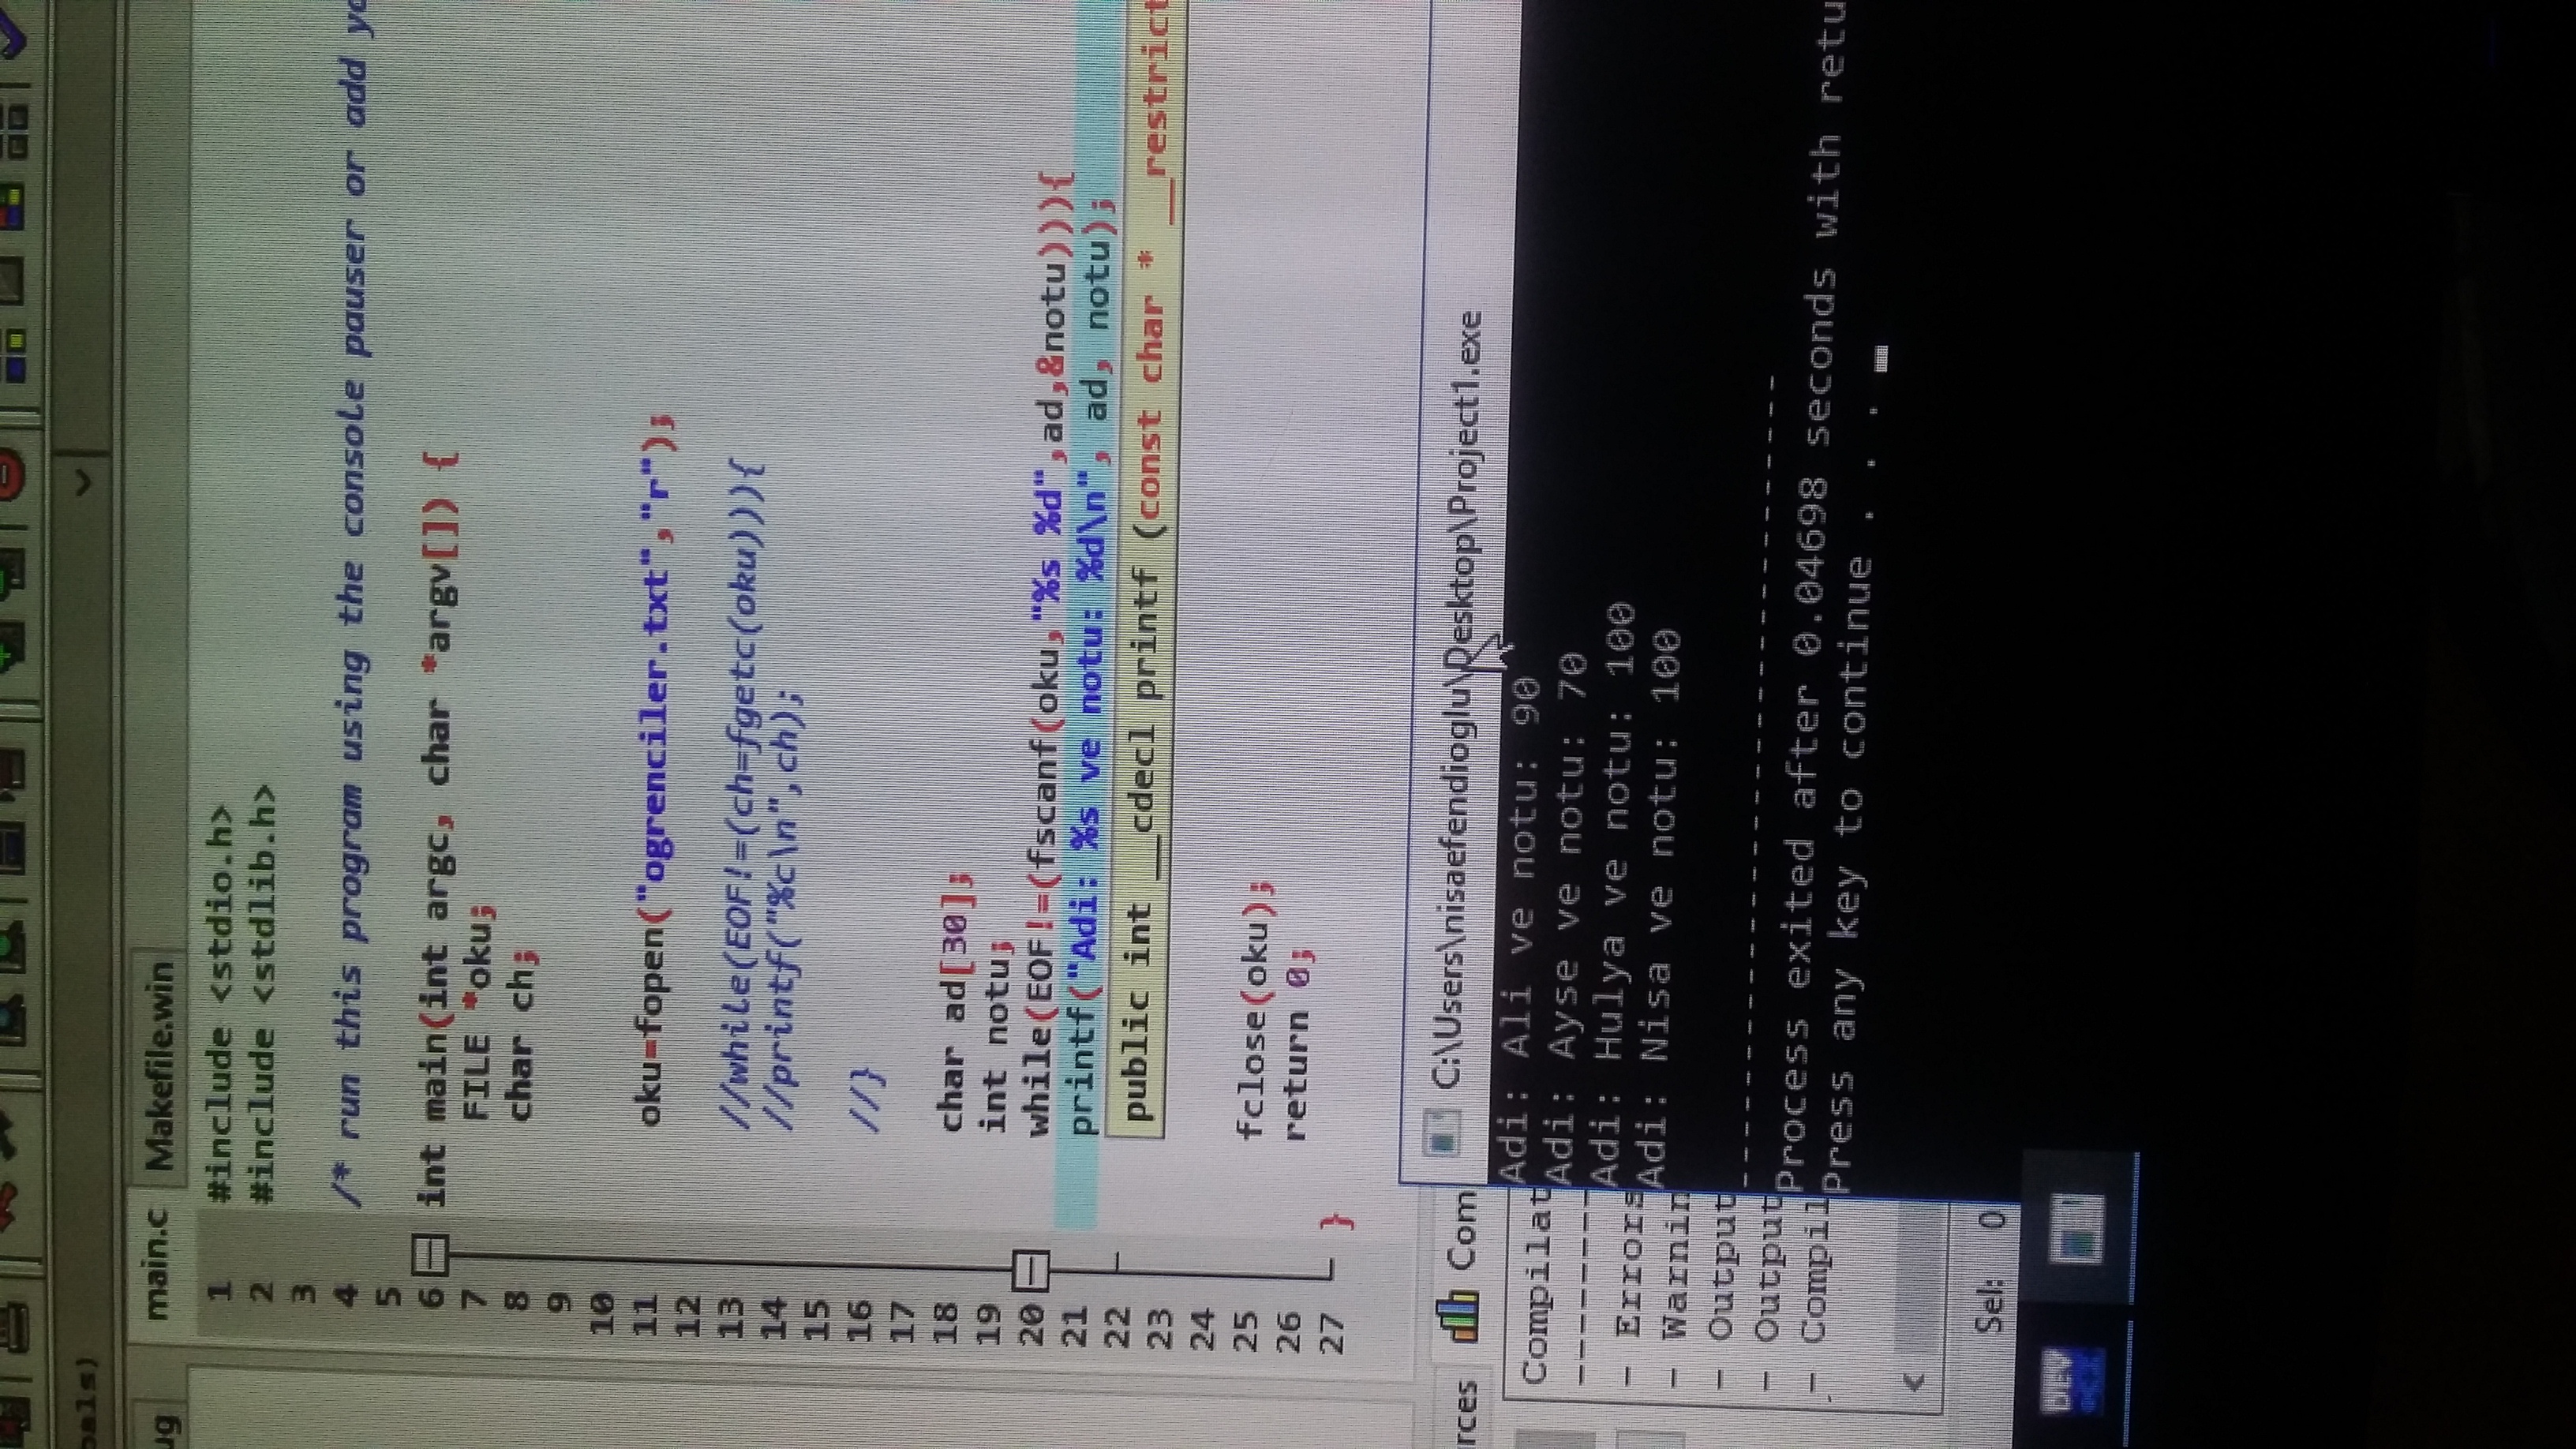 oals)
ug
main.c
Makefile.win
1 #include <stdio.h>
2 #include <stdlib.h>
3
4 /* run this program using the console pauser or add yo
5
6 int main(int argc, char *argv[]) {
7 FILE *oku;
8 char ch;
9
10
11 oku=fopen("ogrenciler.txt","r");
12
13 //while(EOF!=(ch=fgetc(oku))){
14 //printf("%c\n",ch);
15
16 //}
17
18 char ad[30];
19 int notu;
20 while(EOF!=(fscanf(oku,"%s %d",ad,&notu))){
21 printf("Adi: %s ve notu: %d\n", ad, notu);
22
public int __cdecl printf (const char * __restrict
23
24
25 fclose(oku);
26 return 0;
27 }
rces
Com
C:\Users\nisaefendioglu\Desktop\Project1.exe
Compilat
--------
- Errors
- Warnin
- Output
- Output
- Compil
Adi: Ali ve notu: 90
Adi: Ayse ve notu: 70
Adi: Hulya ve notu: 100
Adi: Nisa ve notu: 100
--------------------------------
Process exited after 0.04698 seconds with retu
Press any key to continue . . .
Sel: 0
DEV